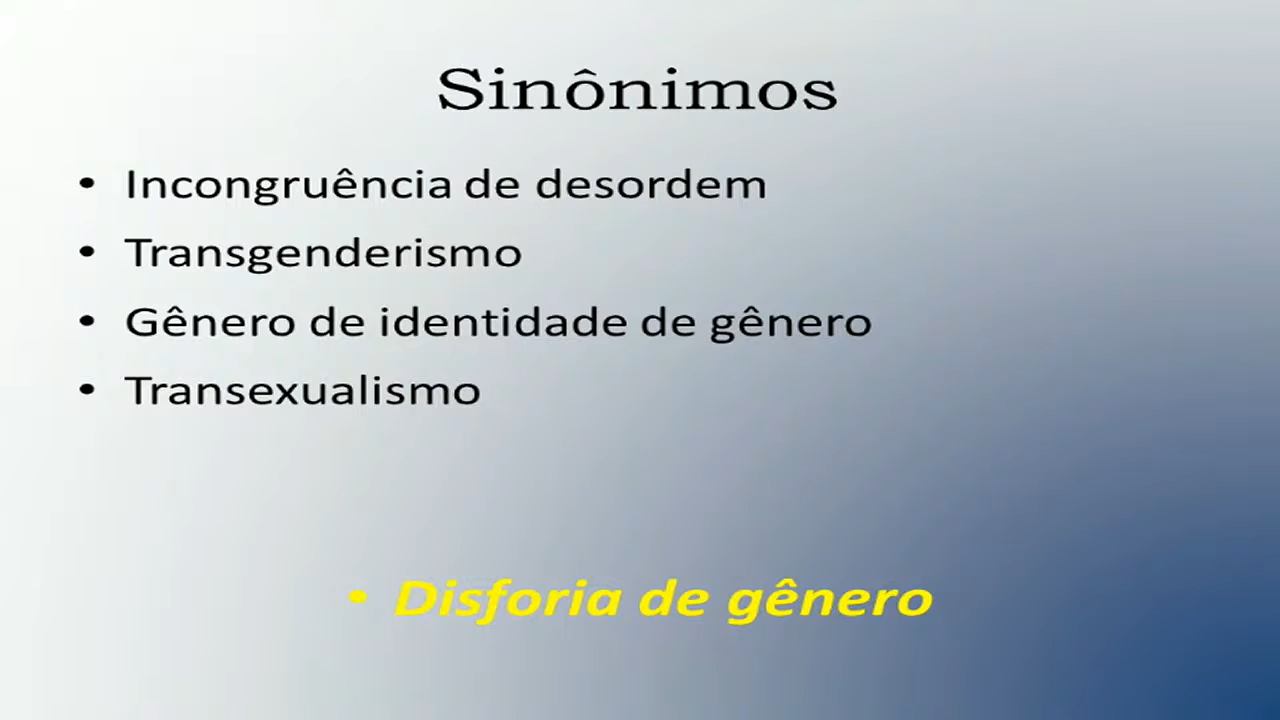 Sinônimos
• Incongruência de desordem
• Transgenderismo
• Gênero de identidade de gênero
• Transexualismo
• Disforia de gênero